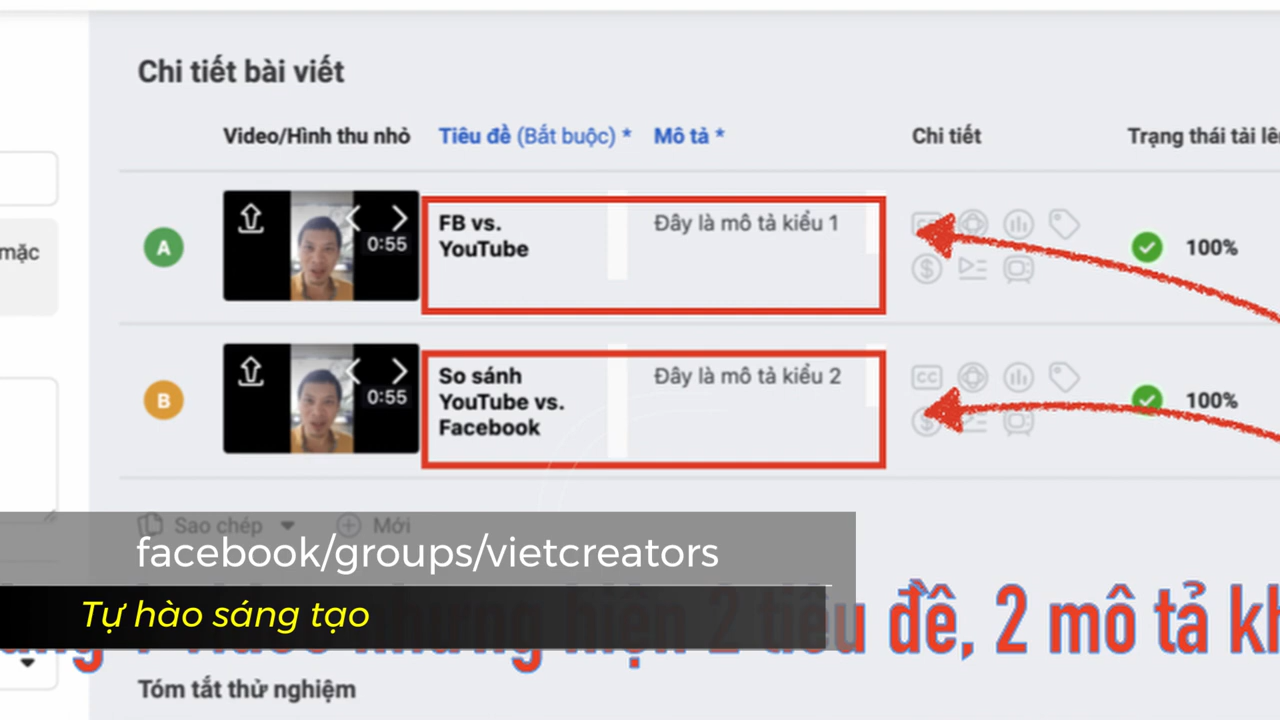 Chi tiết bài viết
Video/Hình thu nhỏ Tiêu đề (Bắt buộc) * Mô tả * Chi tiết Trạng thái tải
mặc
A 0:55 FB vs. YouTube Đây là mô tả kiểu 1 100%
B 0:55 So sánh YouTube vs. Facebook Đây là mô tả kiểu 2 CC 100%
Sao chép Mới
facebook/groups/vietcreators
Tự hào sáng tạo
hiện 2 tiêu đề, 2 mô tả
Tóm tắt thử nghiệm